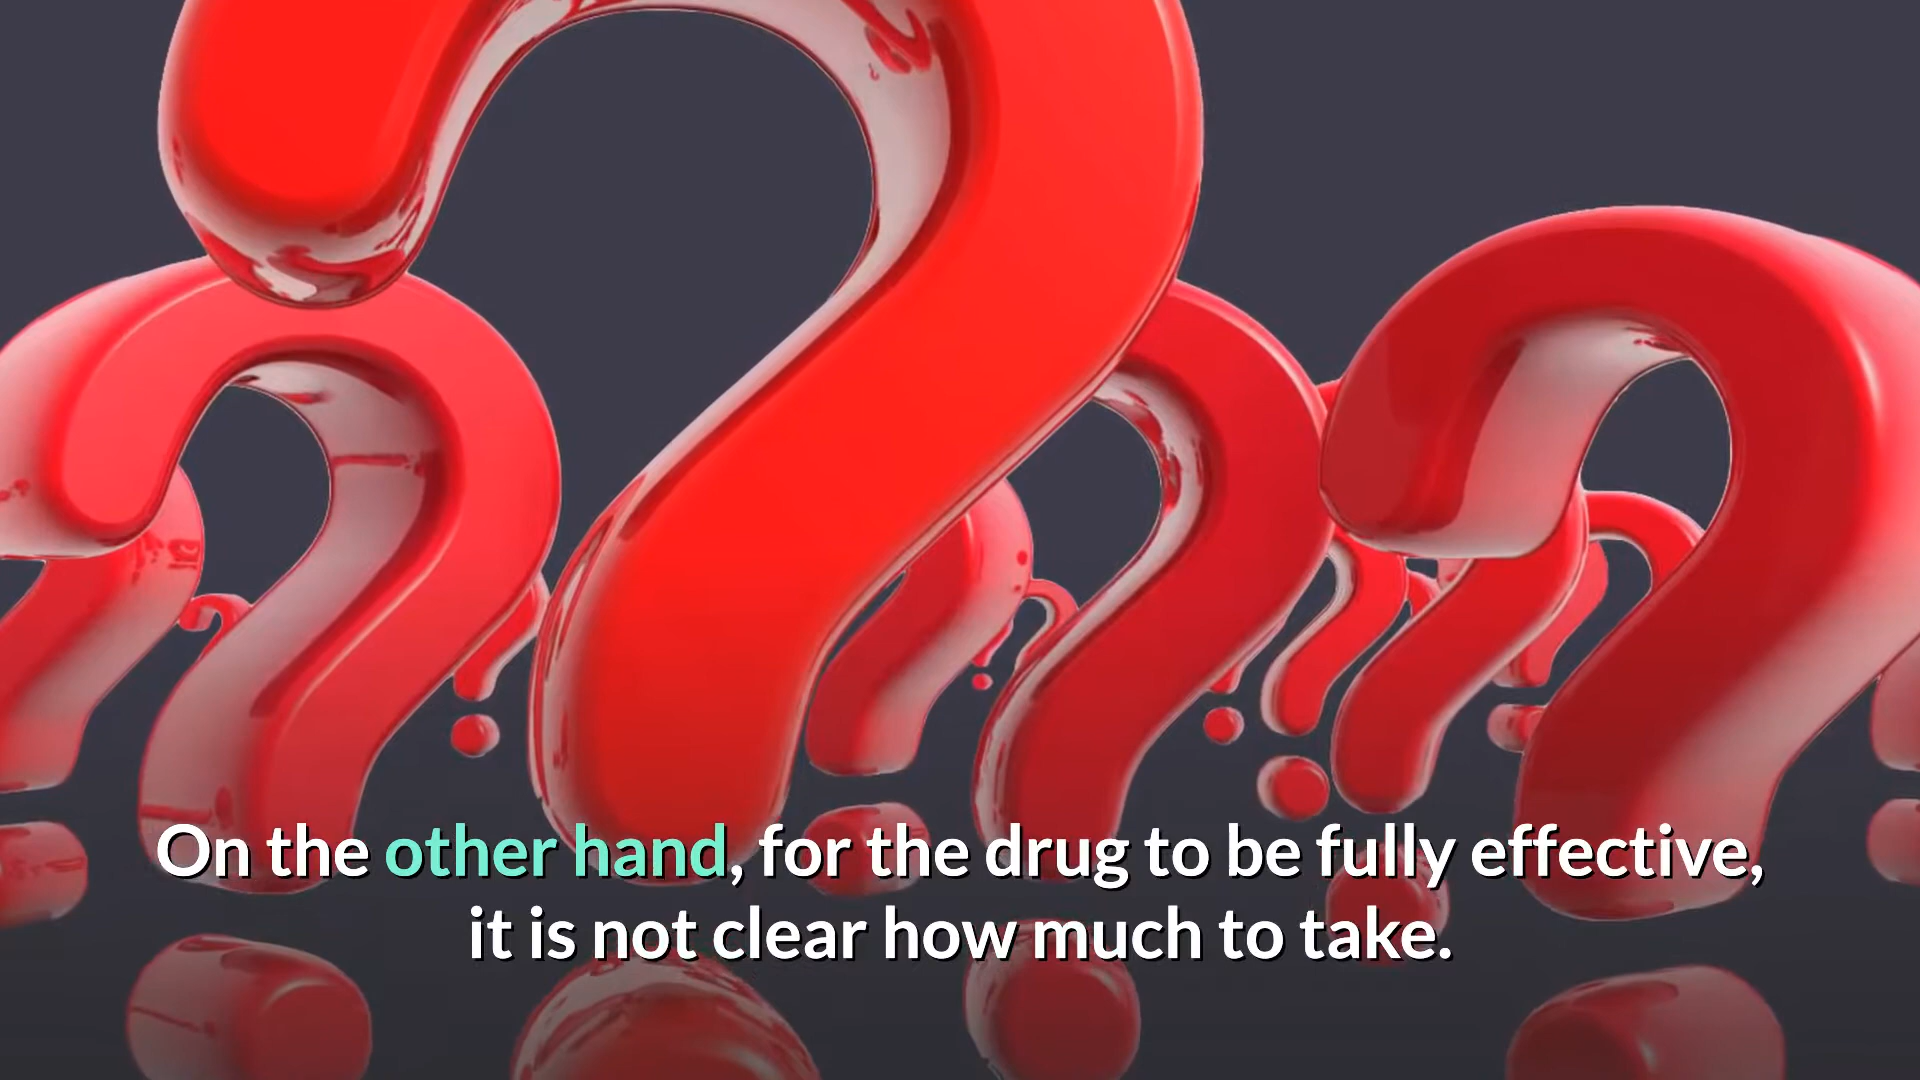 On the other hand, for the drug to be fully effective,
it is not clear how much to take.